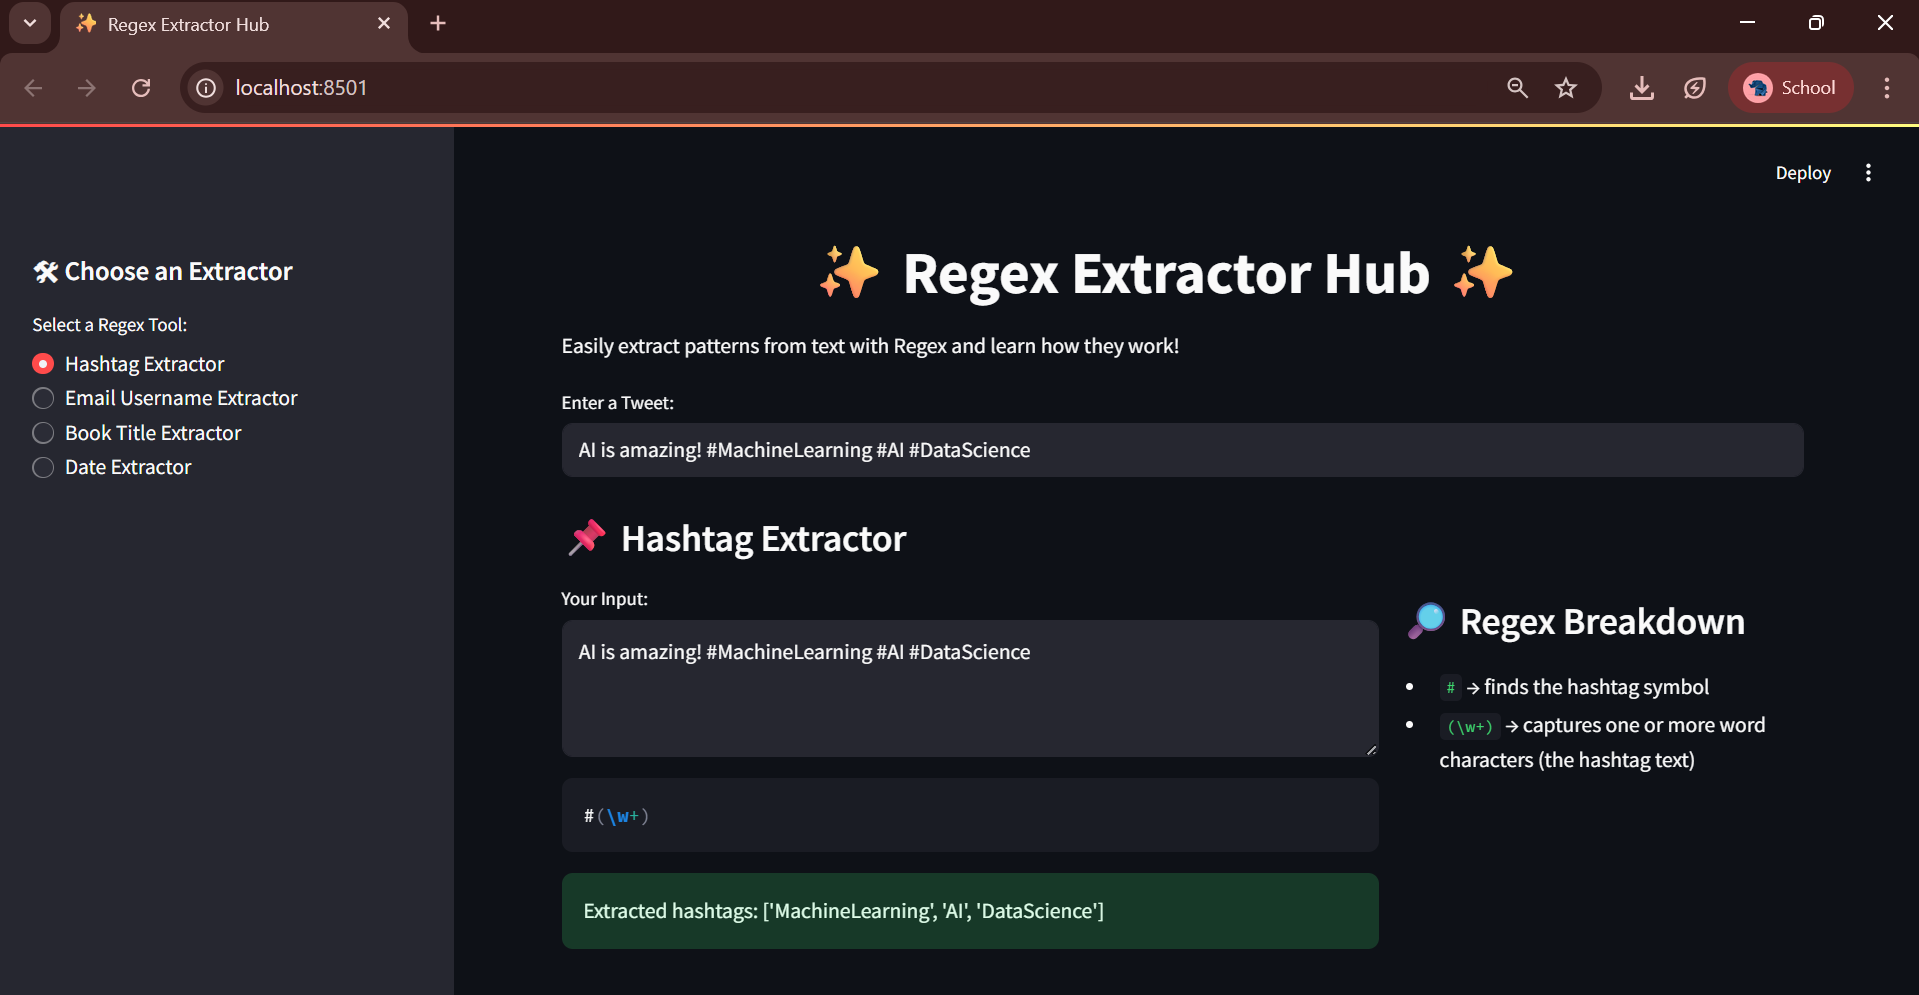 Regex Extractor Hub
localhost:8501
School
Deploy
🛠 Choose an Extractor
Select a Regex Tool:
Hashtag Extractor
Email Username Extractor
Book Title Extractor
Date Extractor
✨ Regex Extractor Hub ✨
Easily extract patterns from text with Regex and learn how they work!
Enter a Tweet:
AI is amazing! #MachineLearning #AI #DataScience
📌 Hashtag Extractor
Your Input:
AI is amazing! #MachineLearning #AI #DataScience
#(\w+)
Extracted hashtags: ['MachineLearning', 'AI', 'DataScience']
🔎 Regex Breakdown
• # → finds the hashtag symbol
• (\w+) → captures one or more word
characters (the hashtag text)